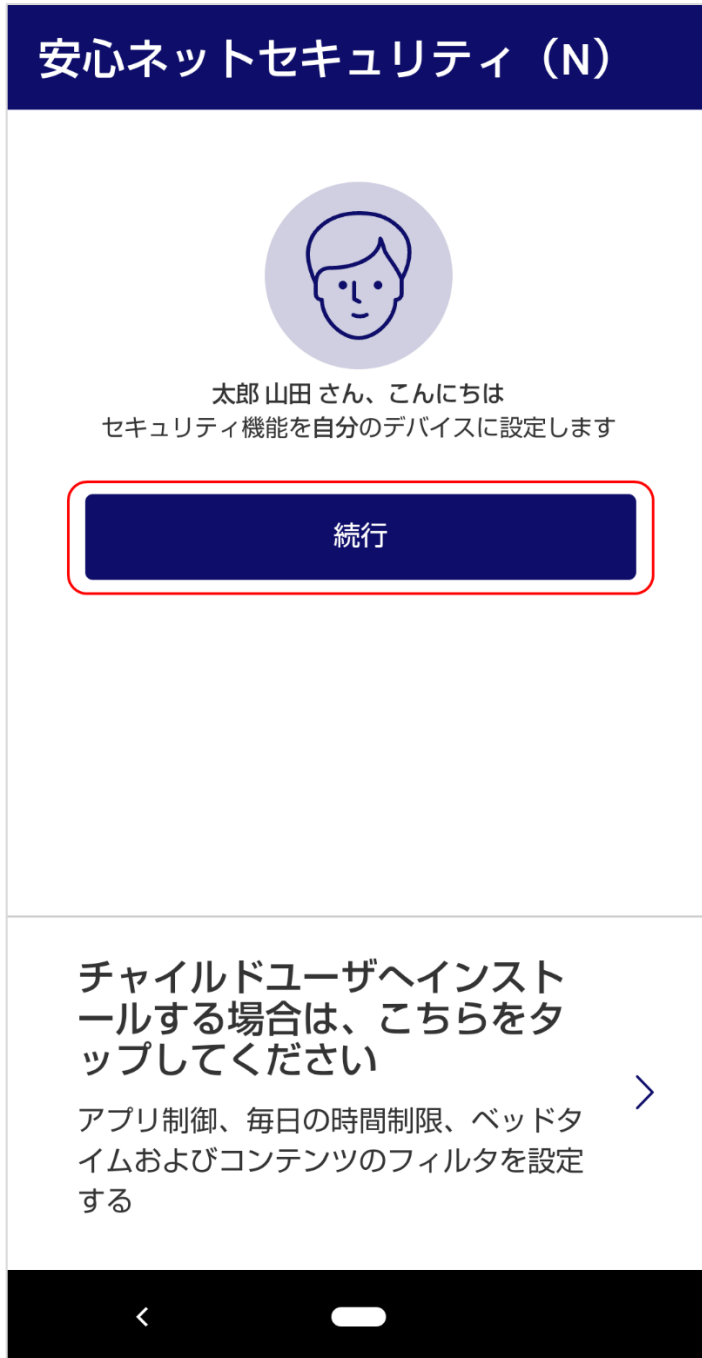 安心ネットセキュリティ（N）
太郎 山田 さん、こんにちは
セキュリティ機能を自分のデバイスに設定します
続行
チャイルドユーザへインスト
ールする場合は、こちらをタ
ップしてください
アプリ制御、毎日の時間制限、ベッドタ
イムおよびコンテンツのフィルタを設定
する